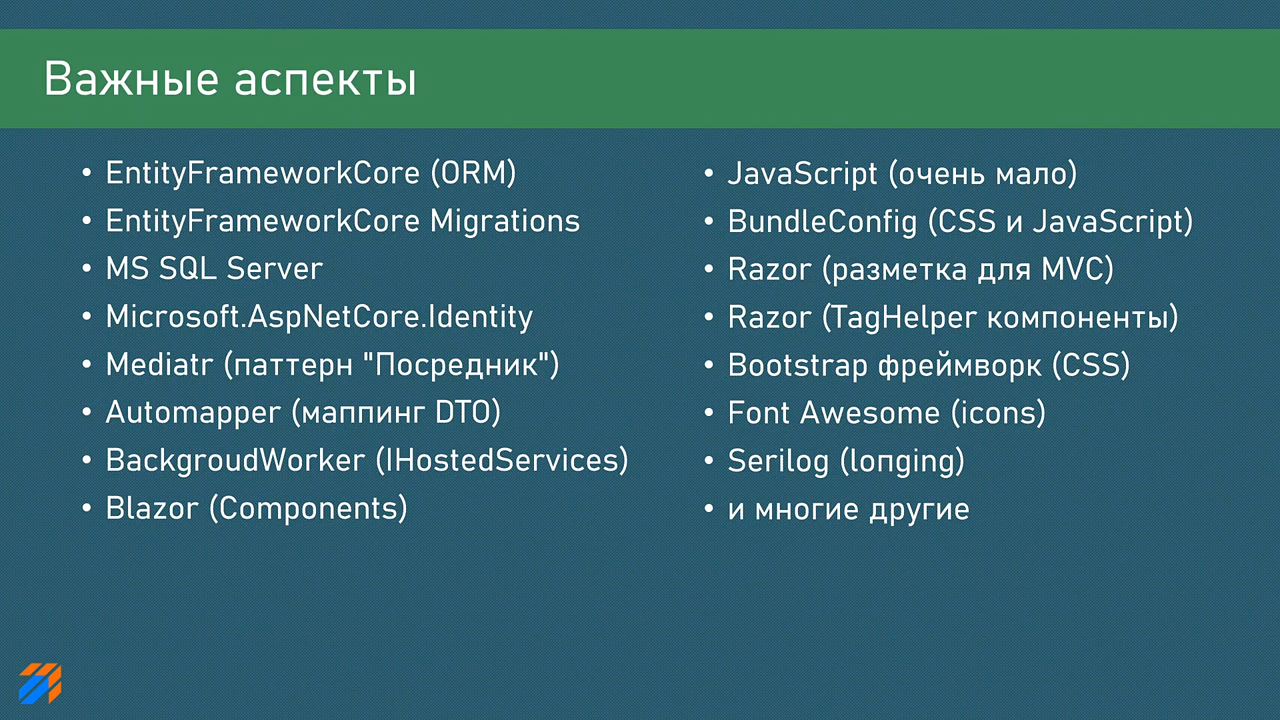 Важные аспекты
• EntityFrameworkCore (ORM)
• EntityFrameworkCore Migrations
• MS SQL Server
• Microsoft.AspNetCore.Identity
• Mediatr (паттерн "Посредник")
• Automapper (маппинг DTO)
• BackgroudWorker (IHostedServices)
• Blazor (Components)
• JavaScript (очень мало)
• BundleConfig (CSS и JavaScript)
• Razor (разметка для MVC)
• Razor (TagHelper компоненты)
• Bootstrap фреймворк (CSS)
• Font Awesome (icons)
• Serilog (loпging)
• и многие другие